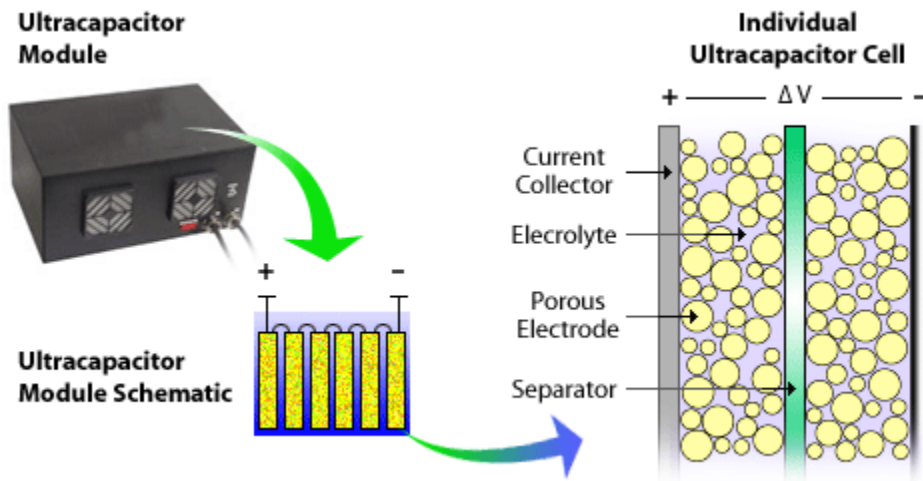 Ultracapacitor
Module
Individual
Ultracapacitor Cell
+ ΔV -
Current
Collector
Elecrolyte
Porous
Electrode
Separator
+ -
Ultracapacitor
Module Schematic